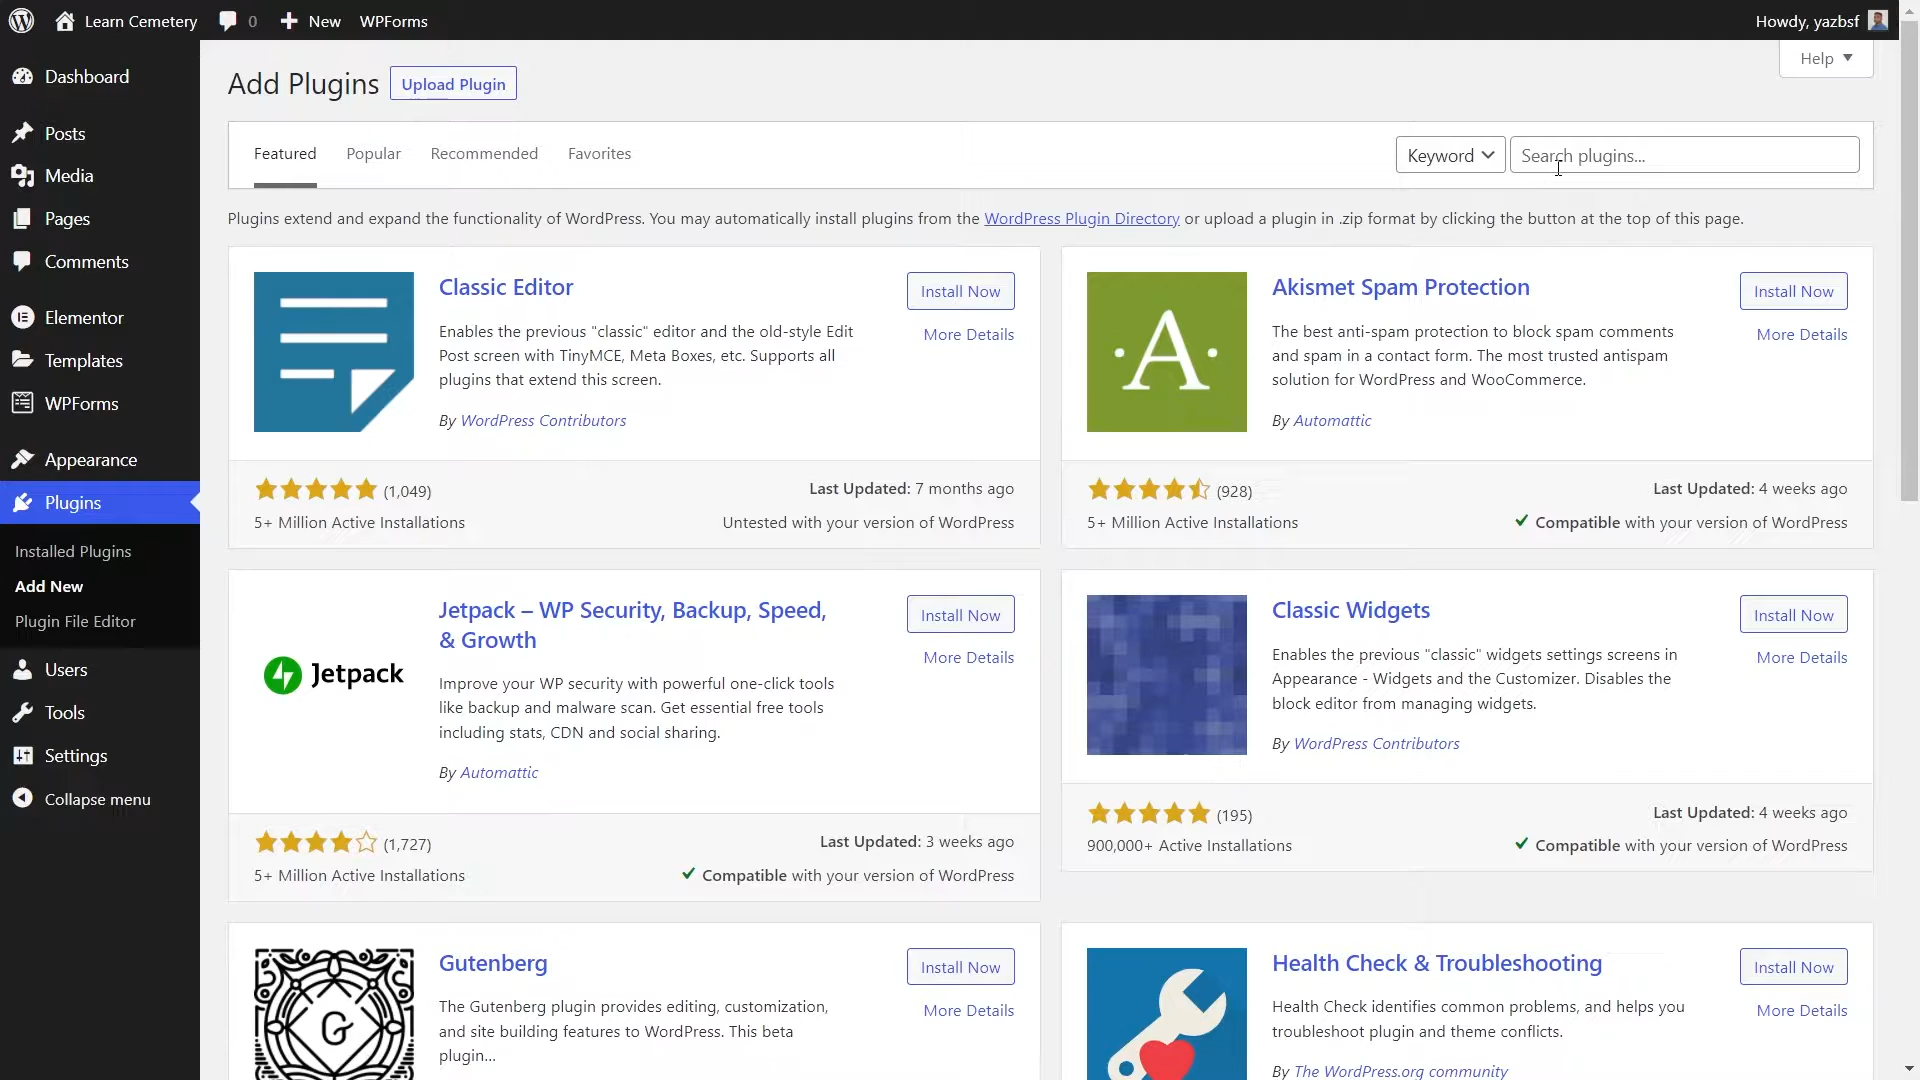 Learn Cemetery 0 New WPForms Howdy, yazbsf
Dashboard
Posts
Media
Pages
Comments
Elementor
Templates
WPForms
Appearance
Plugins
Installed Plugins
Add New
Plugin File Editor
Users
Tools
Settings
Collapse menu
Help
Add Plugins Upload Plugin
Featured Popular Recommended Favorites Keyword Search plugins...
Plugins extend and expand the functionality of WordPress. You may automatically install plugins from the WordPress Plugin Directory or upload a plugin in .zip format by clicking the button at the top of this page.
Classic Editor
Install Now
More Details
Enables the previous "classic" editor and the old-style Edit
Post screen with TinyMCE, Meta Boxes, etc. Supports all
plugins that extend this screen.
By WordPress Contributors
(1,049)
Last Updated: 7 months ago
5+ Million Active Installations
Untested with your version of WordPress
A
Akismet Spam Protection
Install Now
More Details
The best anti-spam protection to block spam comments
and spam in a contact form. The most trusted antispam
solution for WordPress and WooCommerce.
By Automattic
(928)
Last Updated: 4 weeks ago
5+ Million Active Installations
Compatible with your version of WordPress
Jetpack
Jetpack – WP Security, Backup, Speed,
& Growth
Install Now
More Details
Improve your WP security with powerful one-click tools
like backup and malware scan. Get essential free tools
including stats, CDN and social sharing.
By Automattic
(1,727)
Last Updated: 3 weeks ago
5+ Million Active Installations
Compatible with your version of WordPress
Classic Widgets
Install Now
More Details
Enables the previous "classic" widgets settings screens in
Appearance - Widgets and the Customizer. Disables the
block editor from managing widgets.
By WordPress Contributors
(195)
Last Updated: 4 weeks ago
900,000+ Active Installations
Compatible with your version of WordPress
G
Gutenberg
Install Now
More Details
The Gutenberg plugin provides editing, customization,
and site building features to WordPress. This beta
plugin...
Health Check & Troubleshooting
Install Now
More Details
Health Check identifies common problems, and helps you
troubleshoot plugin and theme conflicts.
By The WordPress.org community